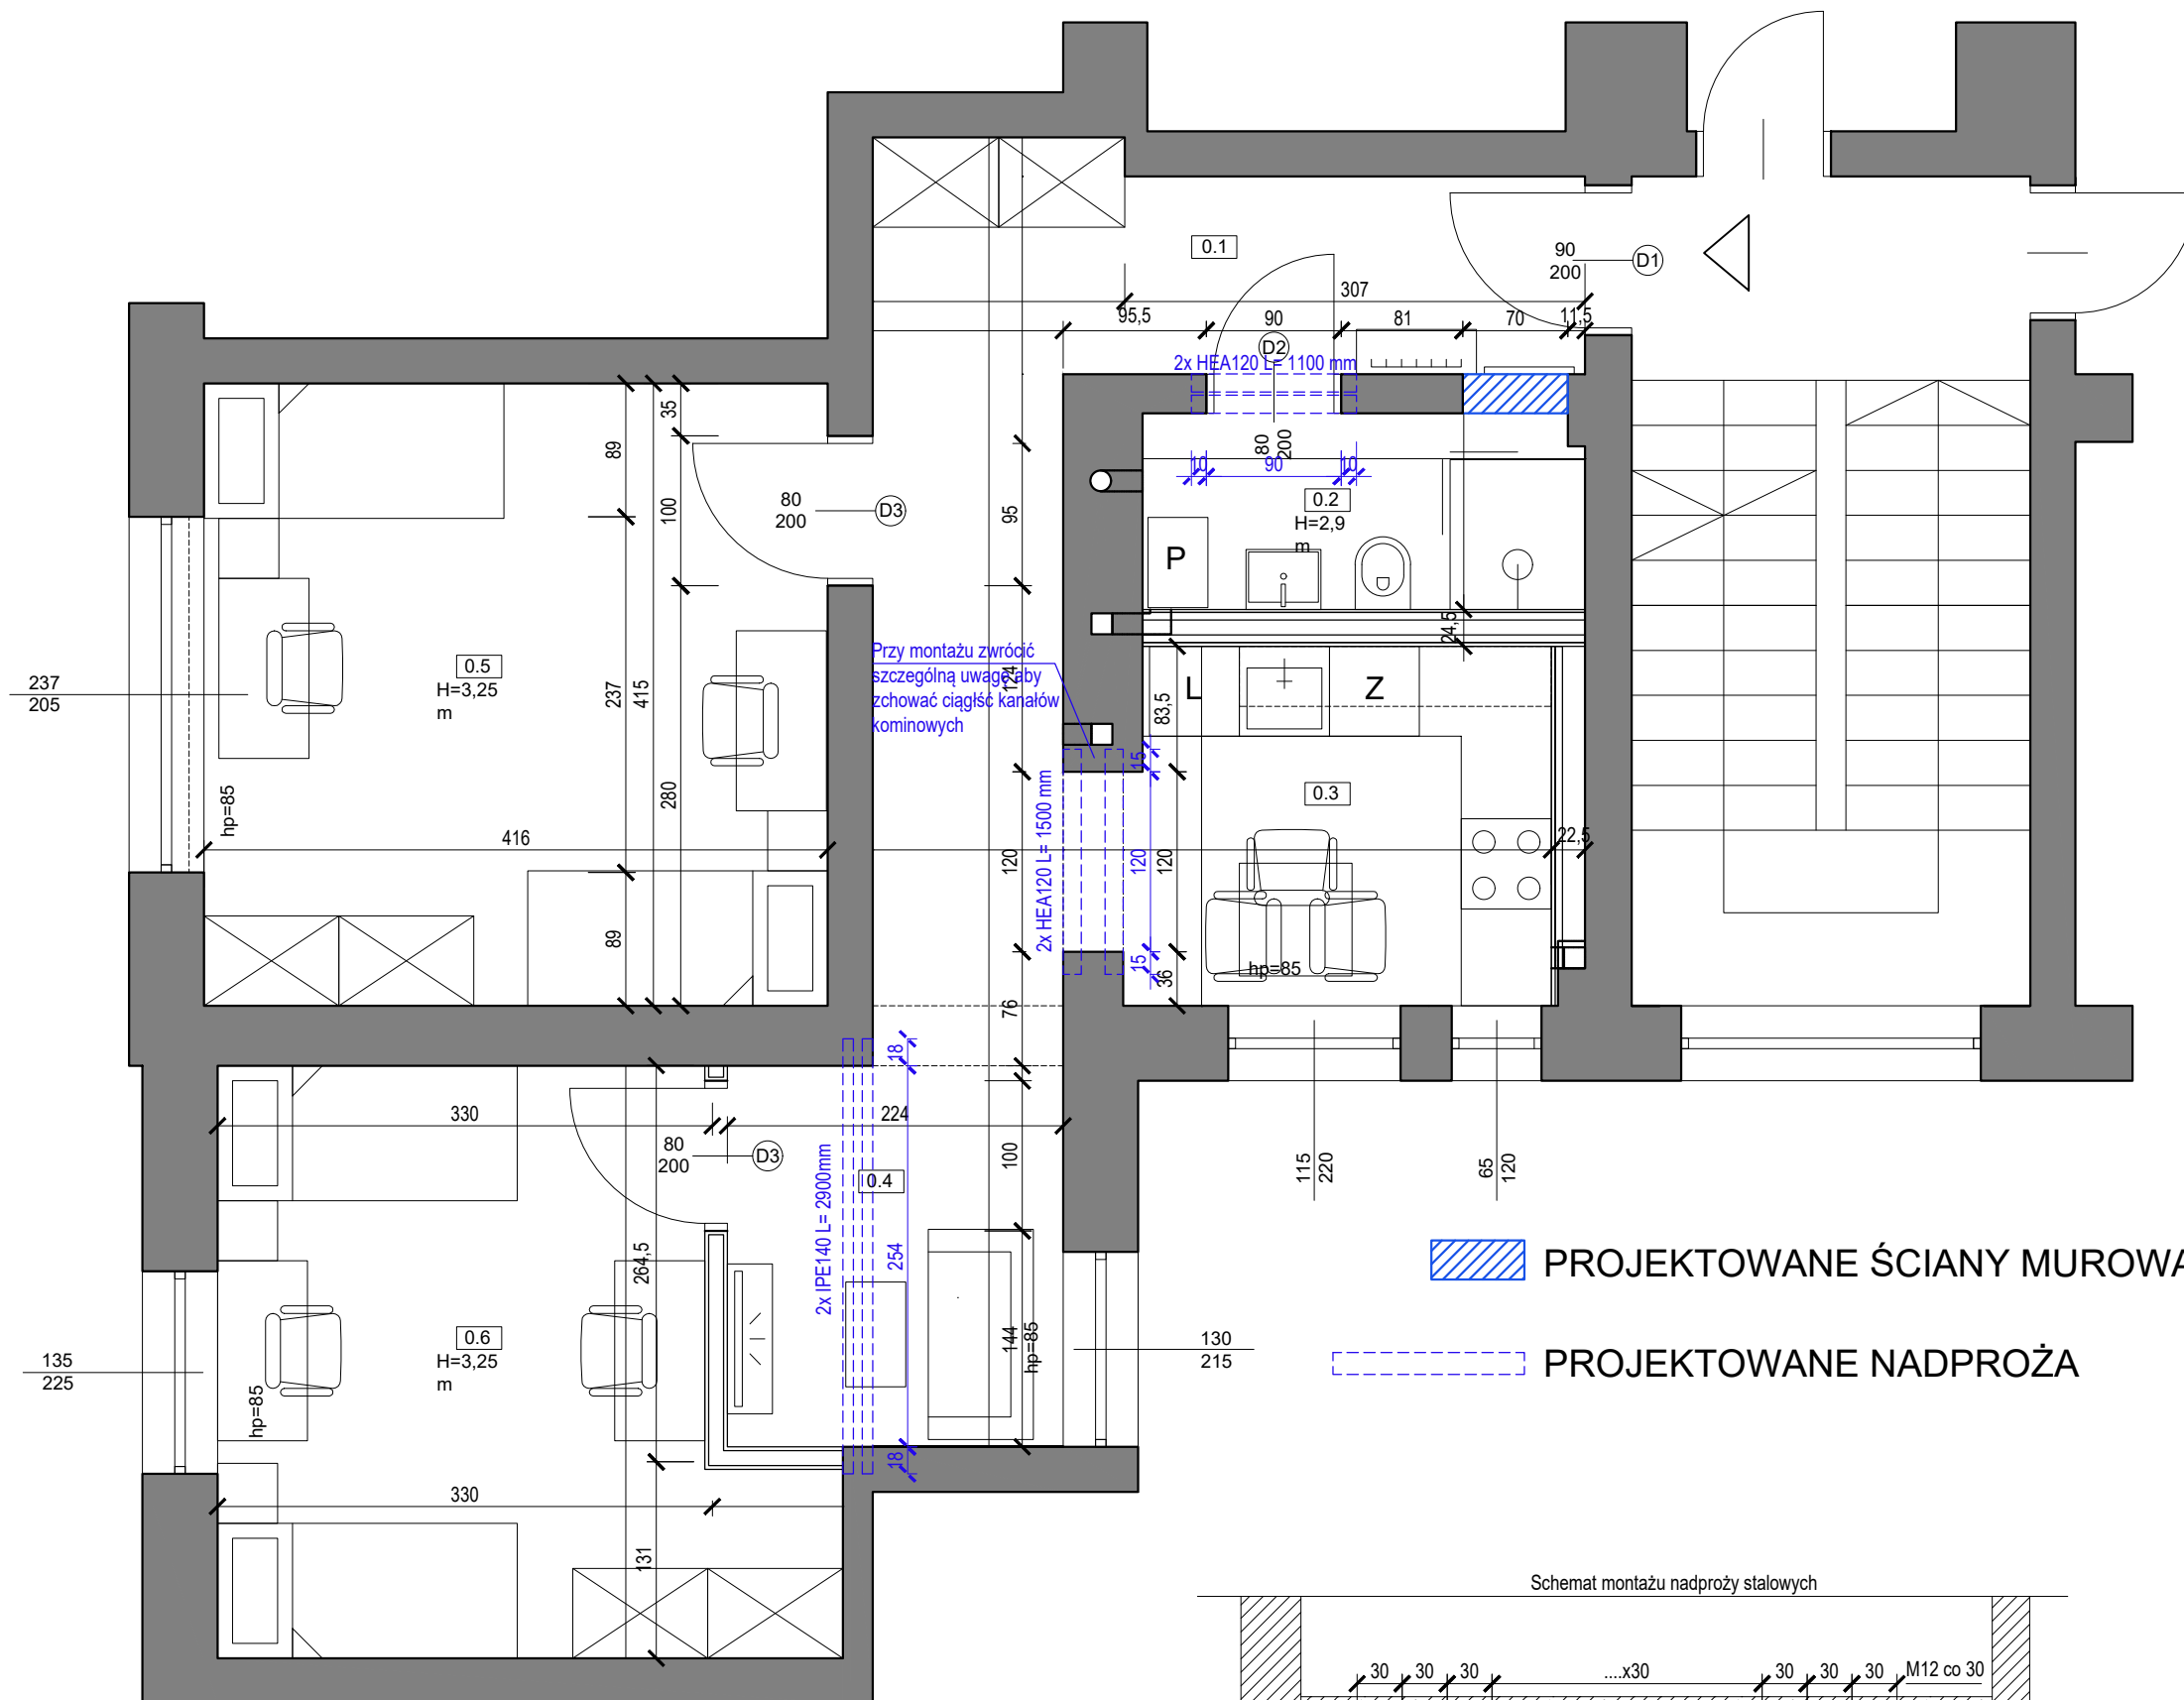 0.1
90
200
D1
307
95,5
90
81
70
11,5
D2
2x HEA120 L= 1100 mm
80
200
10
90
10
0.2
H=2,9
m
P
35
89
100
80
200
D3
95
24,5
Przy montażu zwrócić
szczególną uwagę aby
zchować ciągłść kanałów
kominowych
124
0.5
H=3,25
m
237
205
237
415
280
L
Z
83,5
15
0.3
hp=85
416
22,5
2x HEA120 L= 1500 mm
120
120
120
89
15
36
hp=85
76
18
330
224
80
200
D3
100
0.4
115
220
65
120
2x IPE140 L= 2900mm
264,5
254
PROJEKTOWANE ŚCIANY MUROWA
0.6
H=3,25
m
144
hp=85
130
215
135
225
PROJEKTOWANE NADPROŻA
hp=85
18
330
131
Schemat montażu nadproży stalowych
30
30
30
....x30
30
30
30
M12 co 30